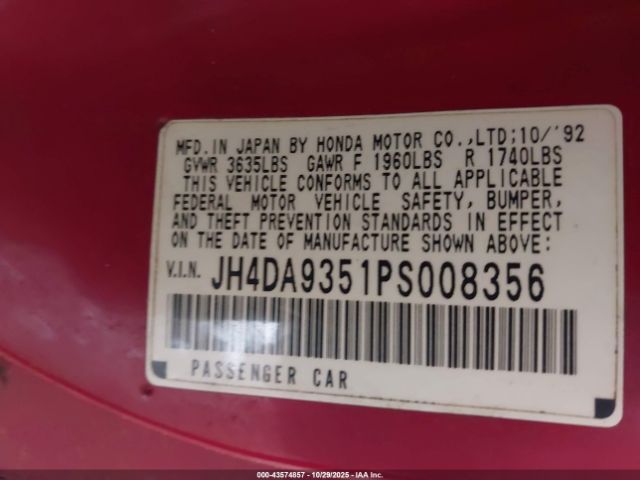 MFD.IN JAPAN BY HONDA MOTOR CO.,LTD;10/'92
GVWR 3635LBS GAWR F 1960LBS R 1740LBS
THIS VEHICLE CONFORMS TO ALL APPLICABLE
FEDERAL MOTOR VEHICLE SAFETY, BUMPER,
AND THEFT PREVENTION STANDARDS IN EFFECT
ON THE DATE OF MANUFACTURE SHOWN ABOVE:
V.I.N. JH4DA9351PS008356
PASSENGER CAR
000-43574857 - 10/29/2025 - IAA Inc.